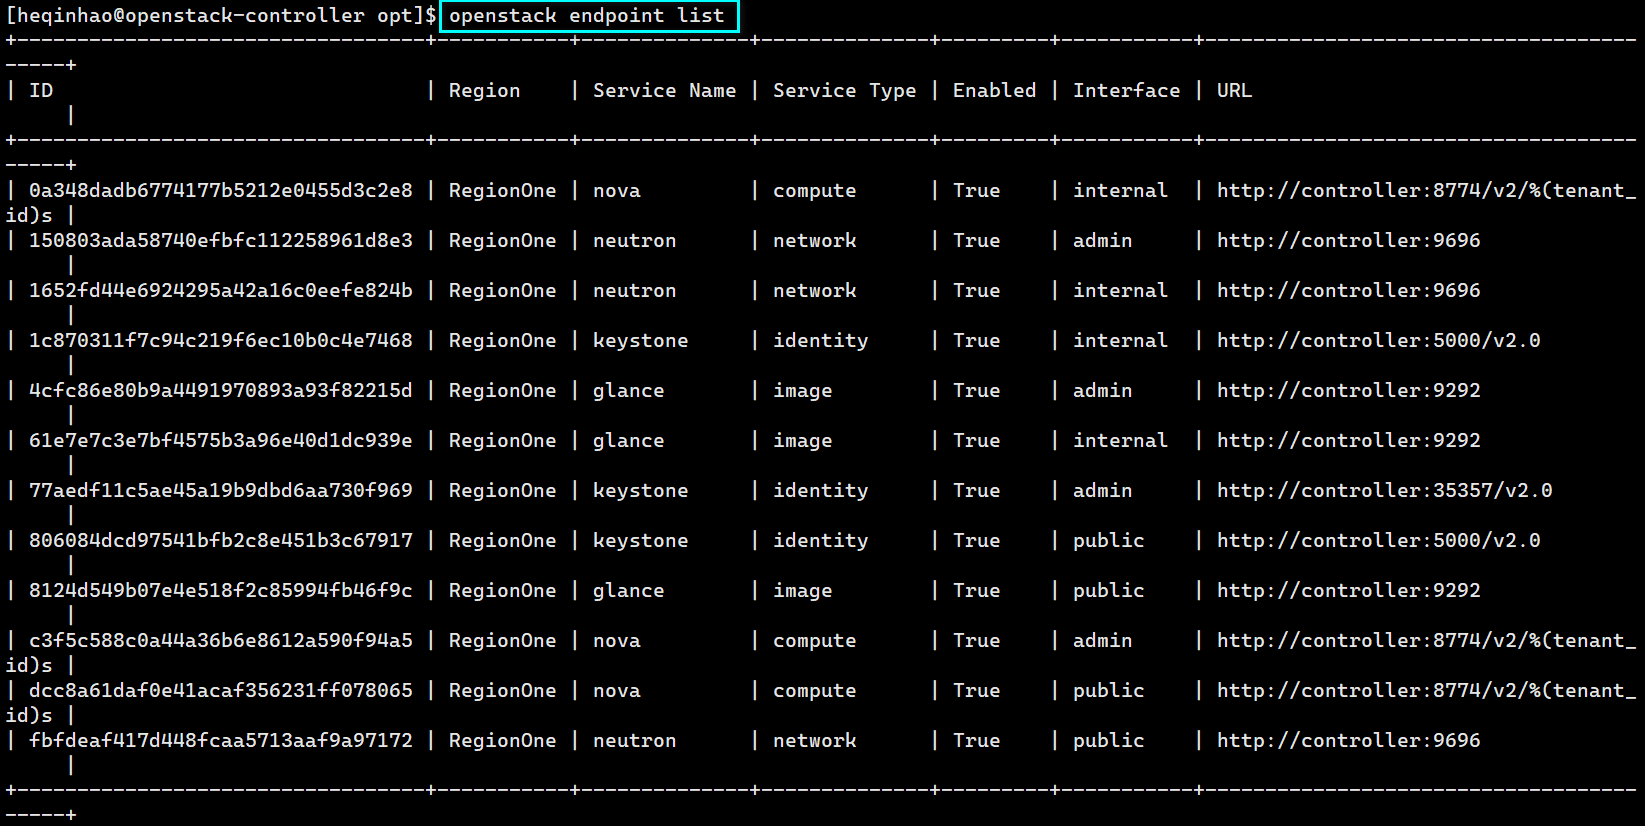 [heqinhao@openstack-controller opt]$ openstack endpoint list
+----------------------------------+-----------+--------------+--------------+---------+-----------+------------------------------------
-----+
| ID                               | Region    | Service Name | Service Type | Enabled | Interface | URL
     |
+----------------------------------+-----------+--------------+--------------+---------+-----------+------------------------------------
-----+
| 0a348dadb6774177b5212e0455d3c2e8 | RegionOne | nova         | compute      | True    | internal  | http://controller:8774/v2/%(tenant_
id)s |
| 150803ada58740efbfc112258961d8e3 | RegionOne | neutron      | network      | True    | admin     | http://controller:9696
     |
| 1652fd44e6924295a42a16c0eefe824b | RegionOne | neutron      | network      | True    | internal  | http://controller:9696
     |
| 1c870311f7c94c219f6ec10b0c4e7468 | RegionOne | keystone     | identity     | True    | internal  | http://controller:5000/v2.0
     |
| 4cfc86e80b9a4491970893a93f82215d | RegionOne | glance       | image        | True    | admin     | http://controller:9292
     |
| 61e7e7c3e7bf4575b3a96e40d1dc939e | RegionOne | glance       | image        | True    | internal  | http://controller:9292
     |
| 77aedf11c5ae45a19b9dbd6aa730f969 | RegionOne | keystone     | identity     | True    | admin     | http://controller:35357/v2.0
     |
| 806084dcd97541bfb2c8e451b3c67917 | RegionOne | keystone     | identity     | True    | public    | http://controller:5000/v2.0
     |
| 8124d549b07e4e518f2c85994fb46f9c | RegionOne | glance       | image        | True    | public    | http://controller:9292
     |
| c3f5c588c0a44a36b6e8612a590f94a5 | RegionOne | nova         | compute      | True    | admin     | http://controller:8774/v2/%(tenant_
id)s |
| dcc8a61daf0e41acaf356231ff078065 | RegionOne | nova         | compute      | True    | public    | http://controller:8774/v2/%(tenant_
id)s |
| fbfdeaf417d448fcaa5713aaf9a97172 | RegionOne | neutron      | network      | True    | public    | http://controller:9696
     |
+----------------------------------+-----------+--------------+--------------+---------+-----------+------------------------------------
-----+